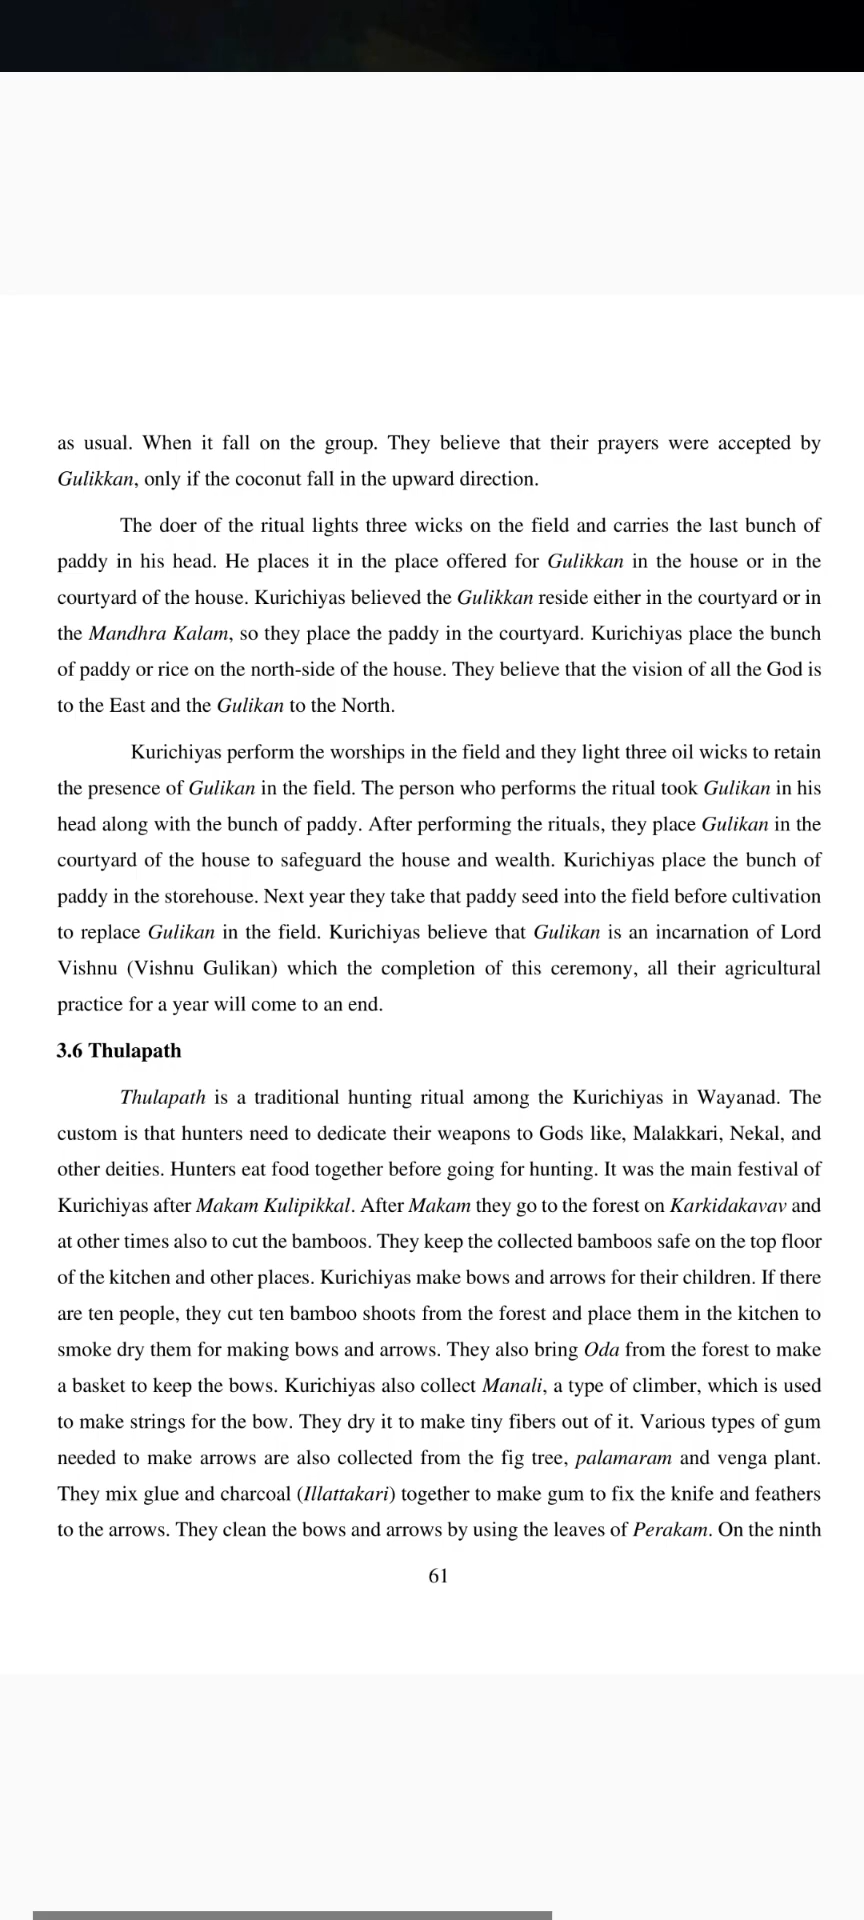 as usual. When it fall on the group. They believe that their prayers were accepted by
Gulikkan, only if the coconut fall in the upward direction.
The doer of the ritual lights three wicks on the field and carries the last bunch of
paddy in his head. He places it in the place offered for Gulikkan in the house or in the
courtyard of the house. Kurichiyas believed the Gulikkan reside either in the courtyard or in
the Mandhra Kalam, so they place the paddy in the courtyard. Kurichiyas place the bunch
of paddy or rice on the north-side of the house. They believe that the vision of all the God is
to the East and the Gulikan to the North.
Kurichiyas perform the worships in the field and they light three oil wicks to retain
the presence of Gulikan in the field. The person who performs the ritual took Gulikan in his
head along with the bunch of paddy. After performing the rituals, they place Gulikan in the
courtyard of the house to safeguard the house and wealth. Kurichiyas place the bunch of
paddy in the storehouse. Next year they take that paddy seed into the field before cultivation
to replace Gulikan in the field. Kurichiyas believe that Gulikan is an incarnation of Lord
Vishnu (Vishnu Gulikan) which the completion of this ceremony, all their agricultural
practice for a year will come to an end.
3.6 Thulapath
Thulapath is a traditional hunting ritual among the Kurichiyas in Wayanad. The
custom is that hunters need to dedicate their weapons to Gods like, Malakkari, Nekal, and
other deities. Hunters eat food together before going for hunting. It was the main festival of
Kurichiyas after Makam Kulipikkal. After Makam they go to the forest on Karkidakavav and
at other times also to cut the bamboos. They keep the collected bamboos safe on the top floor
of the kitchen and other places. Kurichiyas make bows and arrows for their children. If there
are ten people, they cut ten bamboo shoots from the forest and place them in the kitchen to
smoke dry them for making bows and arrows. They also bring Oda from the forest to make
a basket to keep the bows. Kurichiyas also collect Manali, a type of climber, which is used
to make strings for the bow. They dry it to make tiny fibers out of it. Various types of gum
needed to make arrows are also collected from the fig tree, palamaram and venga plant.
They mix glue and charcoal (Illattakari) together to make gum to fix the knife and feathers
to the arrows. They clean the bows and arrows by using the leaves of Perakam. On the ninth
61